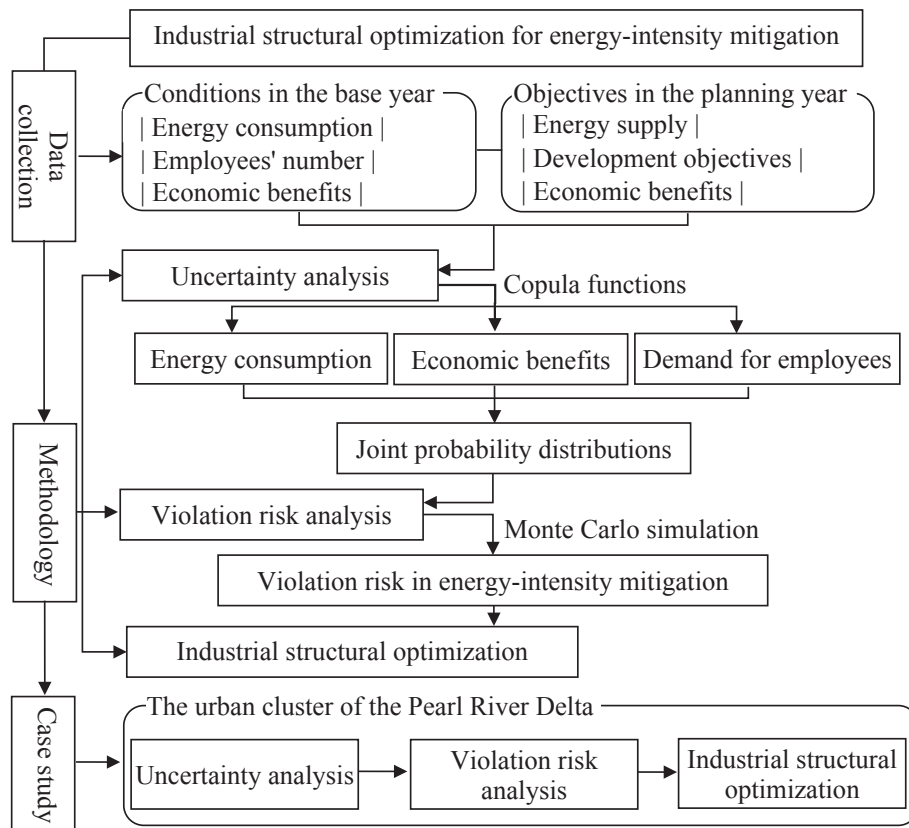 Industrial structural optimization for energy-intensity mitigation
Data
collection
Conditions in the base year
| Energy consumption |
| Employees' number |
| Economic benefits |
Objectives in the planning year
| Energy supply |
| Development objectives |
| Economic benefits |
Uncertainty analysis
Copula functions
Energy consumption
Economic benefits
Demand for employees
Methodology
Joint probability distributions
Violation risk analysis
Monte Carlo simulation
Violation risk in energy-intensity mitigation
Industrial structural optimization
Case study
The urban cluster of the Pearl River Delta
Uncertainty analysis
Violation risk
analysis
Industrial structural
optimization